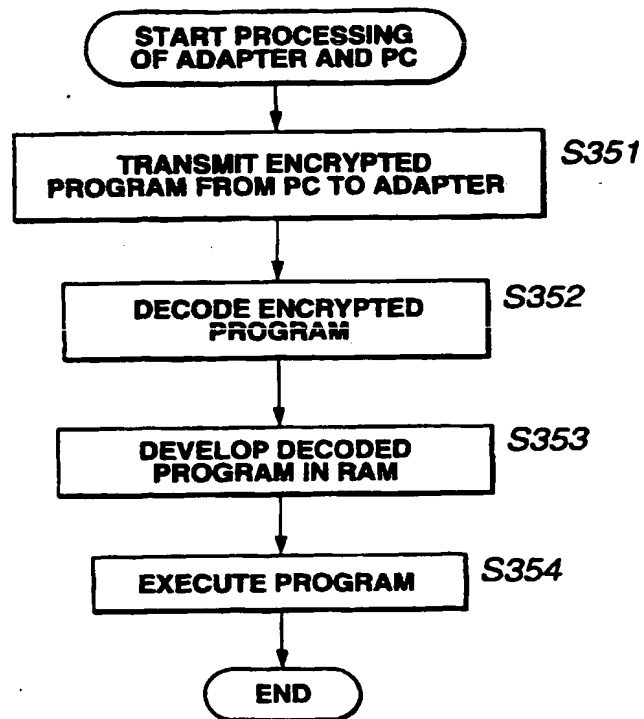 START PROCESSING
OF ADAPTER AND PC
TRANSMIT ENCRYPTED
PROGRAM FROM PC TO ADAPTER
S351
DECODE ENCRYPTED
PROGRAM
S352
DEVELOP DECODED
PROGRAM IN RAM
S353
EXECUTE PROGRAM
S354
END